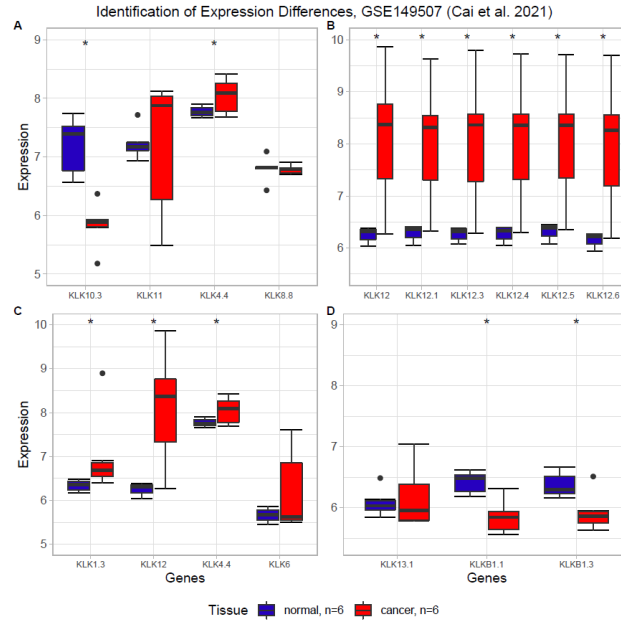 Identification of Expression Differences, GSE149507 (Cai et al. 2021)
A
*
*
9
8
7
6
5
Expression
KLK10.3 KLK11 KLK4.4 KLK8.8
B
* * * * * *
10
9
8
7
6
KLK12 KLK12.1 KLK12.3 KLK12.4 KLK12.5 KLK12.6
C
* * *
10
9
8
7
6
5
Expression
KLK1.3 KLK12 KLK4.4 KLK6
Genes
D
* *
9
8
7
6
KLK13.1 KLKB1.1 KLKB1.3
Genes
Tissue normal, n=6 cancer, n=6